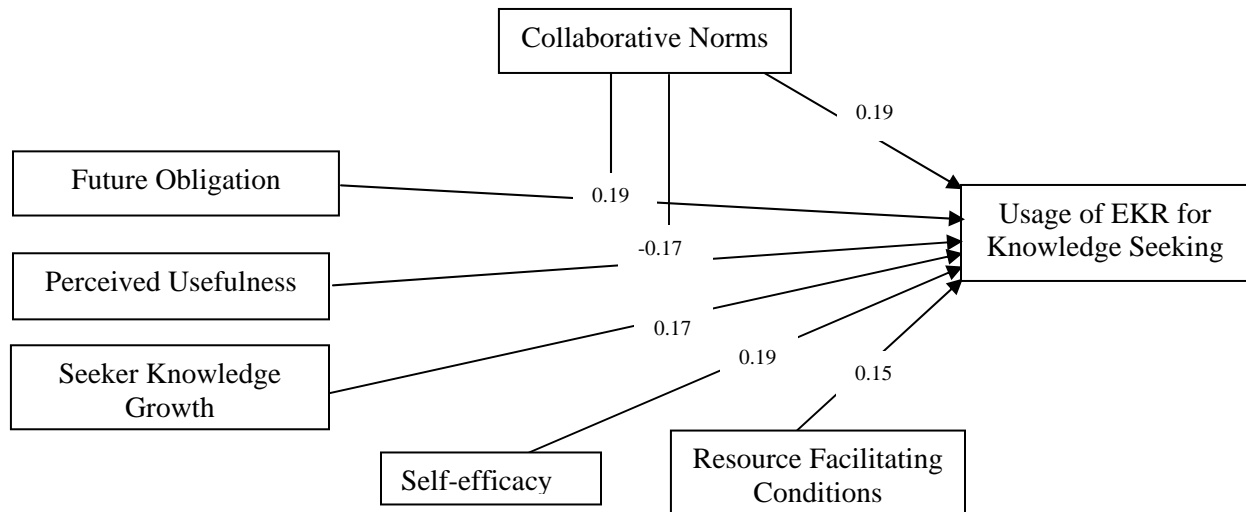 Collaborative Norms
0.19
Future Obligation
0.19
Usage of EKR for
Knowledge Seeking
Perceived Usefulness
-0.17
0.17
Seeker Knowledge
Growth
0.19
0.15
Self-efficacy
Resource Facilitating
Conditions